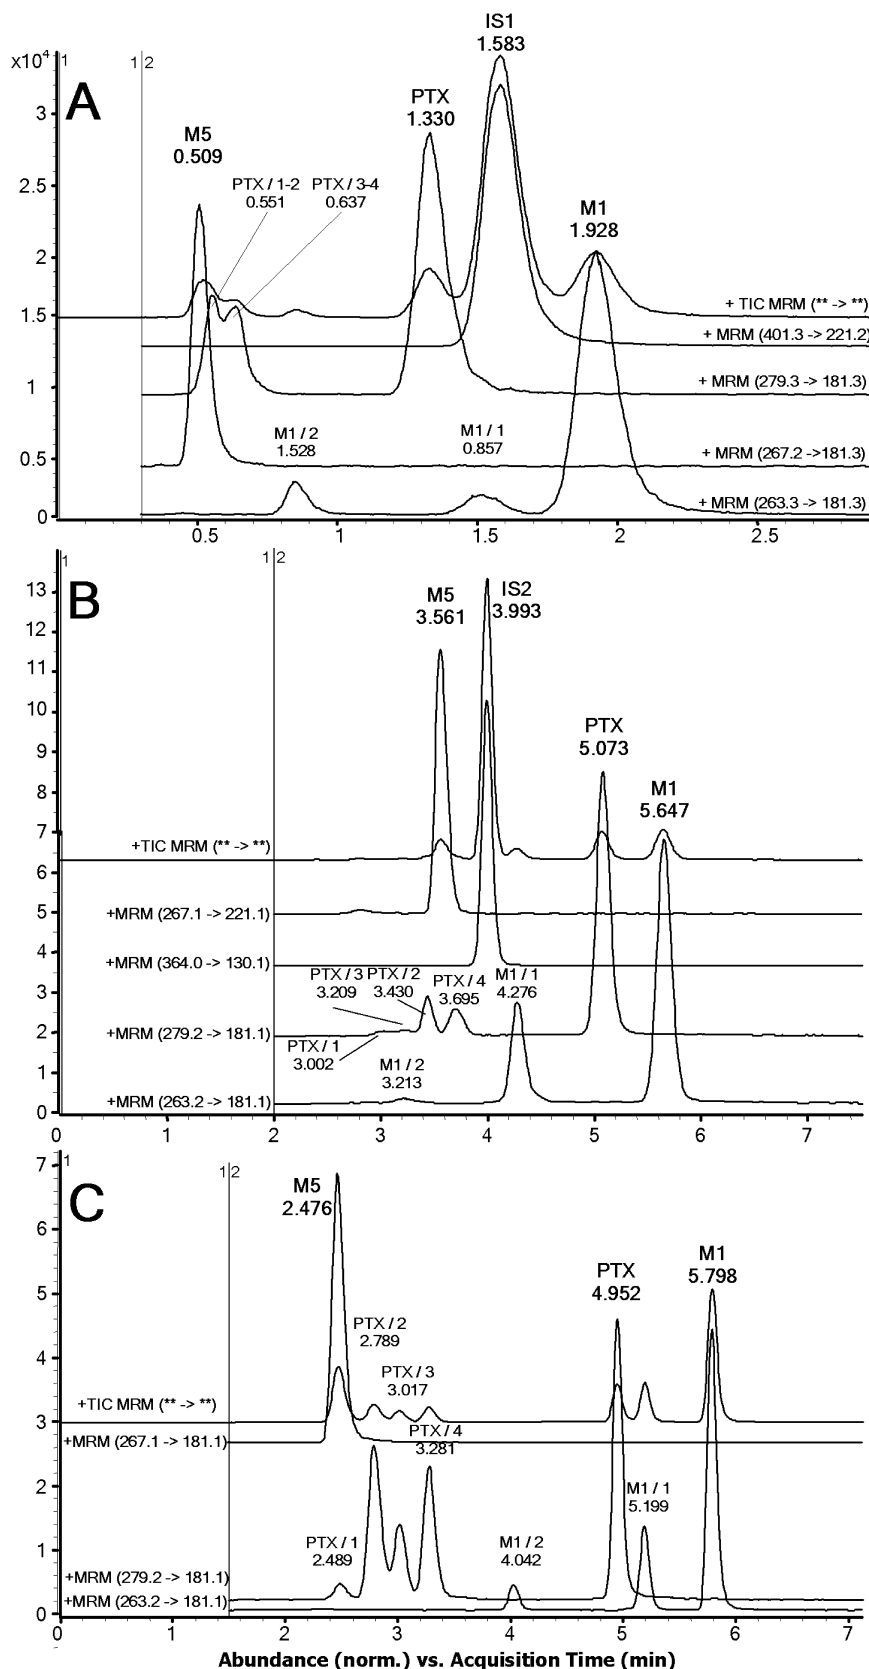 x10⁴
1
1 2
A
IS1
1.583
PTX
1.330
M5
0.509
PTX / 1-2
0.551
PTX / 3-4
0.637
M1
1.928
3
2.5
2
1.5
1
0.5
0
+ TIC MRM (** -> **)
+ MRM (401.3 -> 221.2)
+ MRM (279.3 -> 181.3)
+ MRM (267.2 ->181.3)
+ MRM (263.3 -> 181.3)
M1 / 2
1.528
M1 / 1
0.857
0.5 1 1.5 2 2.5
1
1 2
B
M5
3.561
IS2
3.993
PTX
5.073
M1
5.647
13
12
11
10
9
8
7
6
5
4
3
2
1
0
+TIC MRM (** -> **)
+MRM (267.1 -> 221.1)
+MRM (364.0 -> 130.1)
+MRM (279.2 -> 181.1)
+MRM (263.2 -> 181.1)
PTX / 3
3.209
PTX / 2
3.430
PTX / 4
3.695
M1 / 1
4.276
PTX / 1
3.002
M1 / 2
3.213
0 1 2 3 4 5 6 7
1
1 2
C
M5
2.476
PTX
4.952
M1
5.798
7
6
5
4
3
2
1
0
PTX / 2
2.789
PTX / 3
3.017
PTX / 4
3.281
+TIC MRM (** -> **)
+MRM (267.1 -> 181.1)
PTX / 1
2.489
M1 / 2
4.042
M1 / 1
5.199
+MRM (279.2 -> 181.1)
+MRM (263.2 -> 181.1)
0 1 2 3 4 5 6 7
Abundance (norm.) vs. Acquisition Time (min)